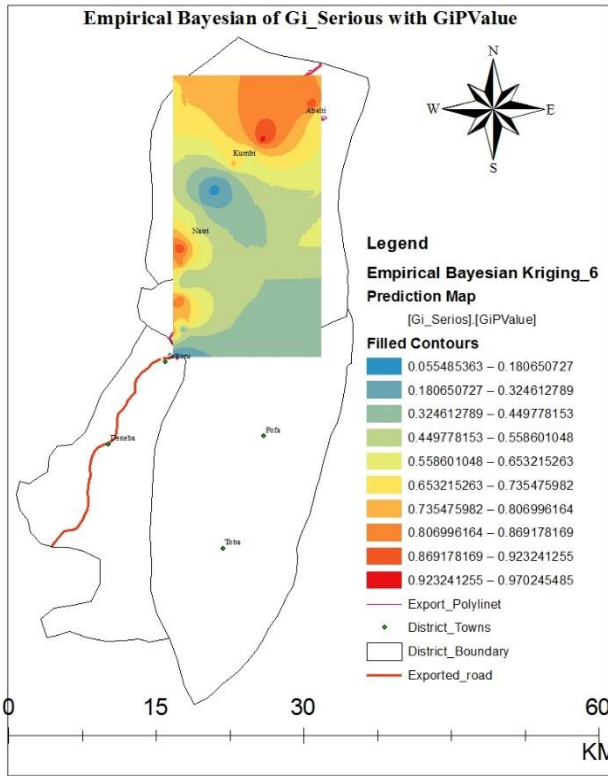 Empirical Bayesian of Gi_Serious with GiPValue
N
W
E
S
Abelti
Kumbi
Natri
Fofa
Deneba
Toba
Legend
Empirical Bayesian Kriging_6
Prediction Map
[Gi_Serios].[GiPValue]
Filled Contours
0.055485363 – 0.180650727
0.180650727 – 0.324612789
0.324612789 – 0.449778153
0.449778153 – 0.558601048
0.558601048 – 0.653215263
0.653215263 – 0.735475982
0.735475982 – 0.806996164
0.806996164 – 0.869178169
0.869178169 – 0.923241255
0.923241255 – 0.970245485
Export_Polylinet
District_Towns
District_Boundary
Exported_road
0 15 30 60
KM